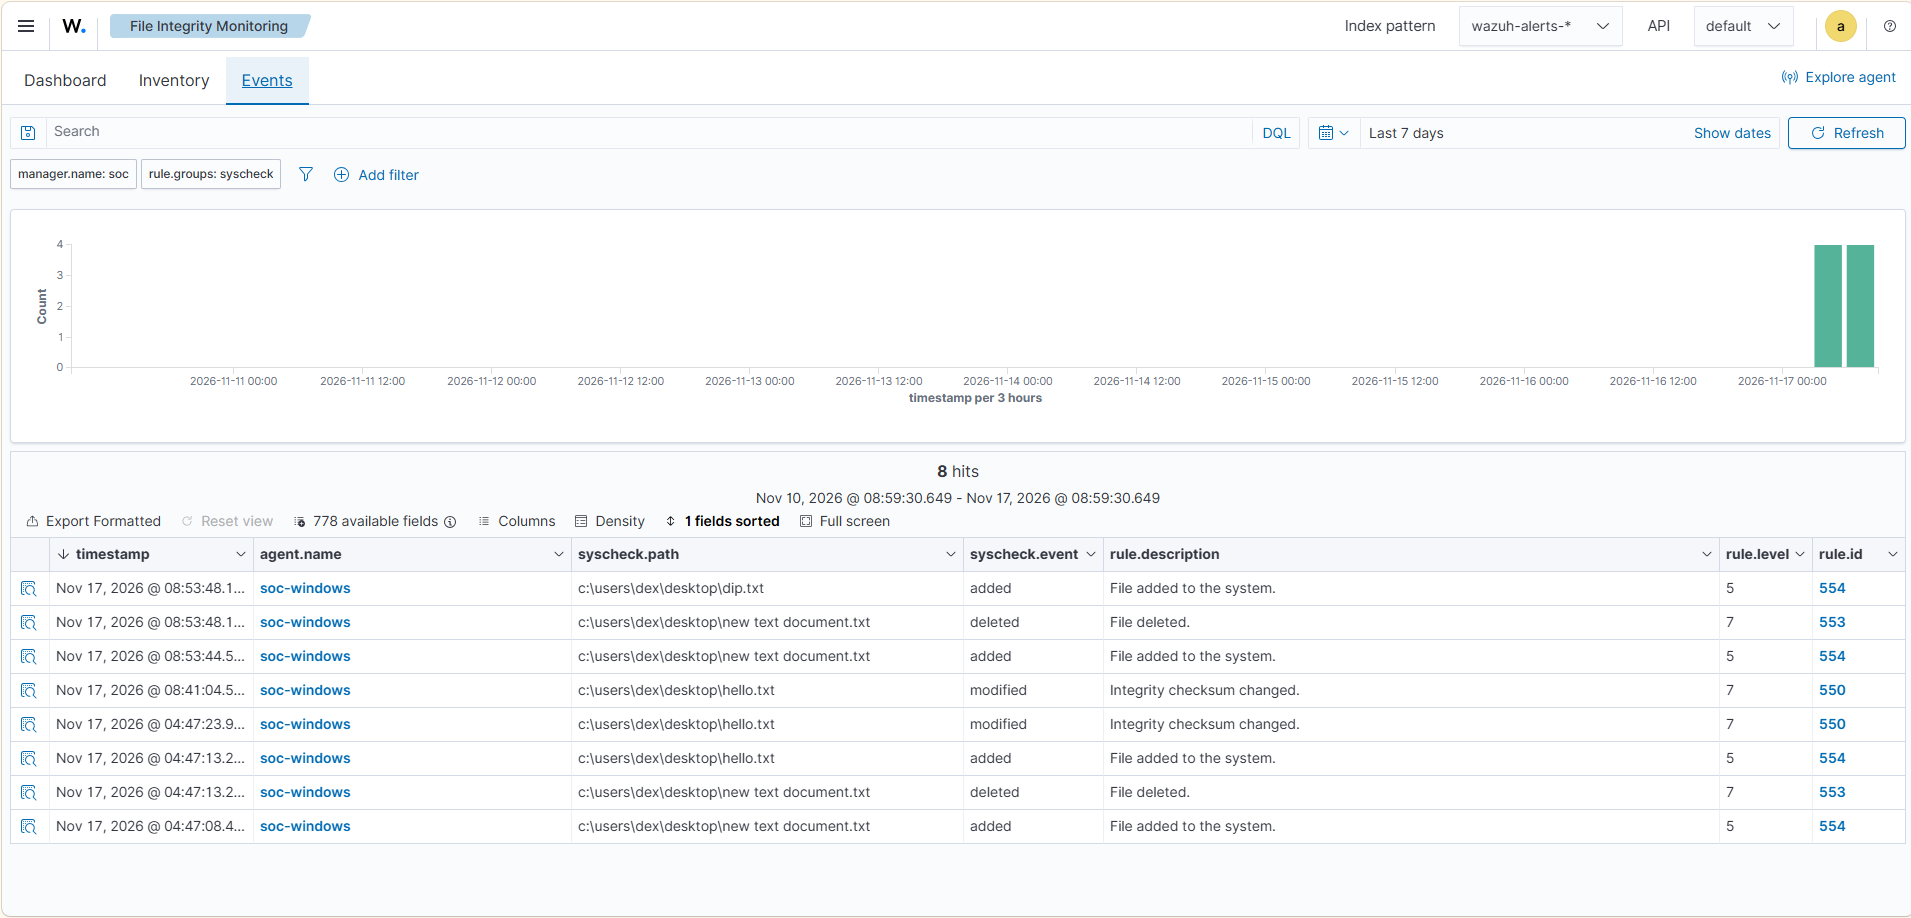 W. File Integrity Monitoring Index pattern wazuh-alerts-* API default a
Dashboard Inventory Events Explore agent
Search DQL Last 7 days Show dates Refresh
manager.name: soc rule.groups: syscheck Add filter
4
3
2
1
0
Count
2026-11-11 00:00 2026-11-11 12:00 2026-11-12 00:00 2026-11-12 12:00 2026-11-13 00:00 2026-11-13 12:00 2026-11-14 00:00 2026-11-14 12:00 2026-11-15 00:00 2026-11-15 12:00 2026-11-16 00:00 2026-11-16 12:00 2026-11-17 00:00
timestamp per 3 hours
8 hits
Nov 10, 2026 @ 08:59:30.649 - Nov 17, 2026 @ 08:59:30.649
Export Formatted Reset view 778 available fields Columns Density 1 fields sorted Full screen
timestamp agent.name syscheck.path syscheck.event rule.description rule.level rule.id
Nov 17, 2026 @ 08:53:48.1... soc-windows c:\users\dex\desktop\dip.txt added File added to the system. 5 554
Nov 17, 2026 @ 08:53:48.1... soc-windows c:\users\dex\desktop\new text document.txt deleted File deleted. 7 553
Nov 17, 2026 @ 08:53:44.5... soc-windows c:\users\dex\desktop\new text document.txt added File added to the system. 5 554
Nov 17, 2026 @ 08:41:04.5... soc-windows c:\users\dex\desktop\hello.txt modified Integrity checksum changed. 7 550
Nov 17, 2026 @ 04:47:23.9... soc-windows c:\users\dex\desktop\hello.txt modified Integrity checksum changed. 7 550
Nov 17, 2026 @ 04:47:13.2... soc-windows c:\users\dex\desktop\hello.txt added File added to the system. 5 554
Nov 17, 2026 @ 04:47:13.2... soc-windows c:\users\dex\desktop\new text document.txt deleted File deleted. 7 553
Nov 17, 2026 @ 04:47:08.4... soc-windows c:\users\dex\desktop\new text document.txt added File added to the system. 5 554